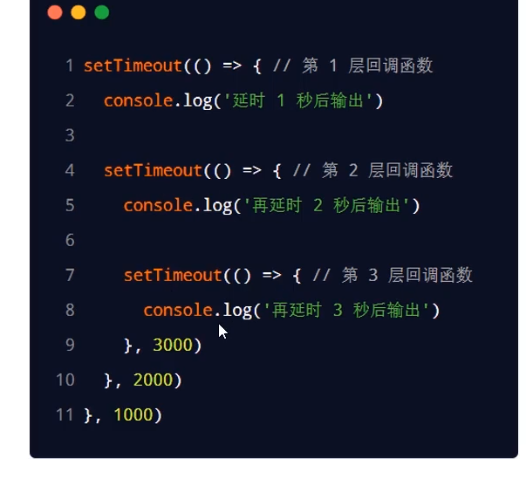 1 setTimeout(() => { // 第 1 层回调函数
2 console.log('延时 1 秒后输出')
3
4 setTimeout(() => { // 第 2 层回调函数
5 console.log('再延时 2 秒后输出')
6
7 setTimeout(() => { // 第 3 层回调函数
8 console.log('再延时 3 秒后输出')
9 }, 3000)
10 }, 2000)
11 }, 1000)